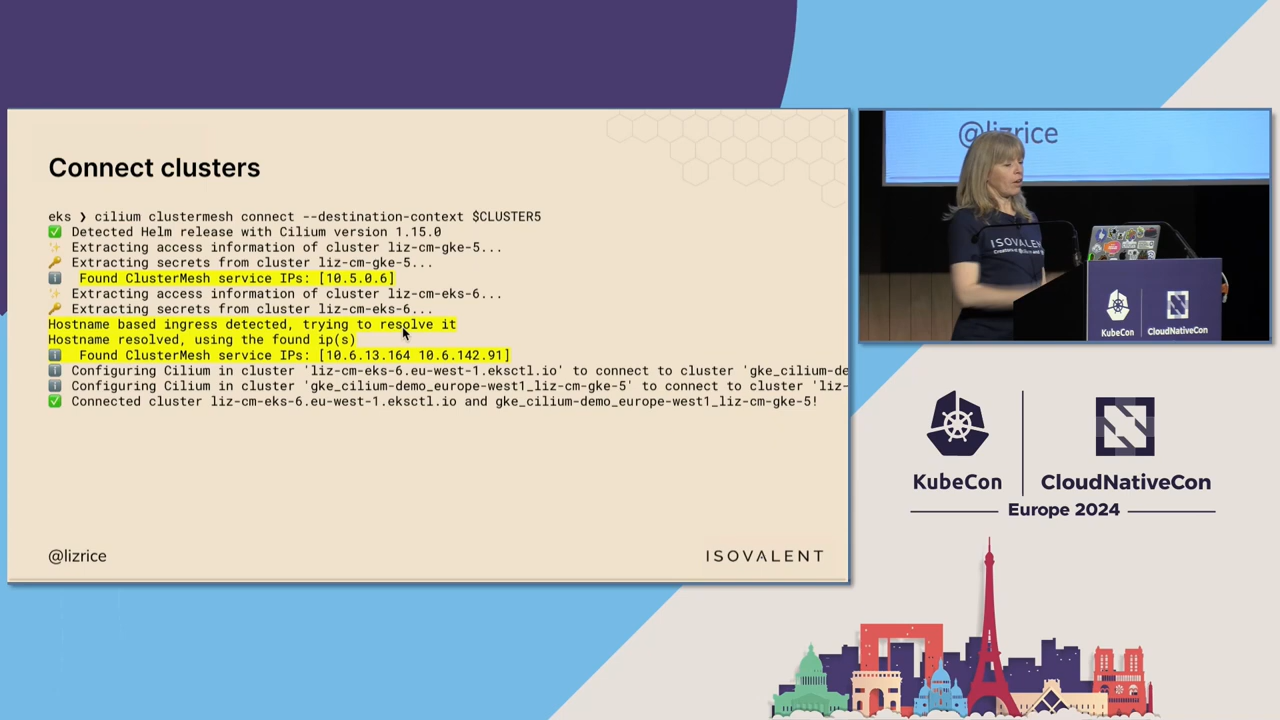 Connect clusters
eks ❯ cilium clustermesh connect --destination-context $CLUSTER5
✅ Detected Helm release with Cilium version 1.15.0
✨ Extracting access information of cluster liz-cm-gke-5...
🔑 Extracting secrets from cluster liz-cm-gke-5...
ℹ️ Found ClusterMesh service IPs: [10.5.0.6]
✨ Extracting access information of cluster liz-cm-eks-6...
🔑 Extracting secrets from cluster liz-cm-eks-6...
Hostname based ingress detected, trying to resolve it
Hostname resolved, using the found ip(s)
ℹ️ Found ClusterMesh service IPs: [10.6.13.164 10.6.142.91]
ℹ️ Configuring Cilium in cluster 'liz-cm-eks-6.eu-west-1.eksctl.io' to connect to cluster 'gke_cilium-de
ℹ️ Configuring Cilium in cluster 'gke_cilium-demo_europe-west1_liz-cm-gke-5' to connect to cluster 'liz-
✅ Connected cluster liz-cm-eks-6.eu-west-1.eksctl.io and gke_cilium-demo_europe-west1_liz-cm-gke-5!
@lizrice
ISOVALENT
@lizrice
ISOVALEN
KubeCon
CloudNativeCon
KubeCon
CloudNativeCon
Europe 2024